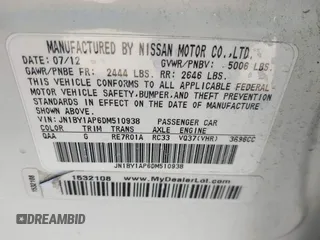 MANUFACTURED BY NISSAN MOTOR CO.,LTD.
DATE: 07/12 GVWR/PNBV: 5006 LBS.
GAWR/PNBE FR: 2444 LBS. RR: 2646 LBS.
THIS VEHICLE CONFORMS TO ALL APPLICABLE FEDERAL
MOTOR VEHICLE SAFETY, BUMPER, AND THEFT
PREVENTION STANDARDS IN EFFECT ON THE DATE OF MANUFACTURE
SHOWN ABOVE.
VIN: JN1BY1AP6DM510938 PASSENGER CAR
COLOR TRIM TRANS AXLE ENGINE
QAA G RE7R01A RC33 VQ37(VHR) 3696CC
JN1BY1AP6DM510938
1532108 www.MyDealerLot.com
DEALERSHIP